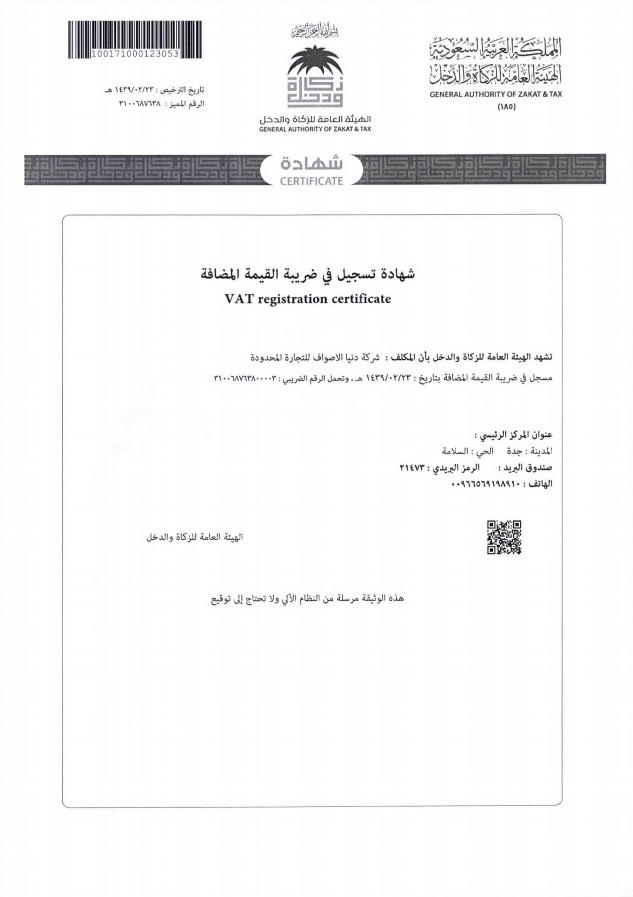 بسم الله الرحمن الرحيم
المملكة العربية السعودية
الهيئة العامة للزكاة والدخل
GENERAL AUTHORITY OF ZAKAT & TAX
(١٨٥)
زكاة ودخل
الهيئة العامة للزكاة والدخل
GENERAL AUTHORITY OF ZAKAT & TAX
100171000123053
تاريخ الترخيص : ١٤٣٩/٠٢/٢٣ هـ
الرقم المميز : ٣١٠٠٦٨٧٦٣٨
شهادة
CERTIFICATE
شهادة تسجيل في ضريبة القيمة المضافة
VAT registration certificate
تشهد الهيئة العامة للزكاة والدخل بأن المكلف : شركة دنيا الاصواف للتجارة المحدودة
مسجل في ضريبة القيمة المضافة بتاريخ : ١٤٣٩/٠٢/٢٣ هـ ، وتحمل الرقم الضريبي : ٣١٠٠٦٨٧٦٣٨٠٠٠٠٣
عنوان المركز الرئيسي :
المدينة : جدة الحي : السلامة
صندوق البريد : الرمز البريدي : ٢١٤٧٣
الهاتف : ٠٠٩٦٦٥٦٩١٩٨٩١٠
الهيئة العامة للزكاة والدخل
هذه الوثيقة مرسلة من النظام الآلي ولا تحتاج إلى توقيع